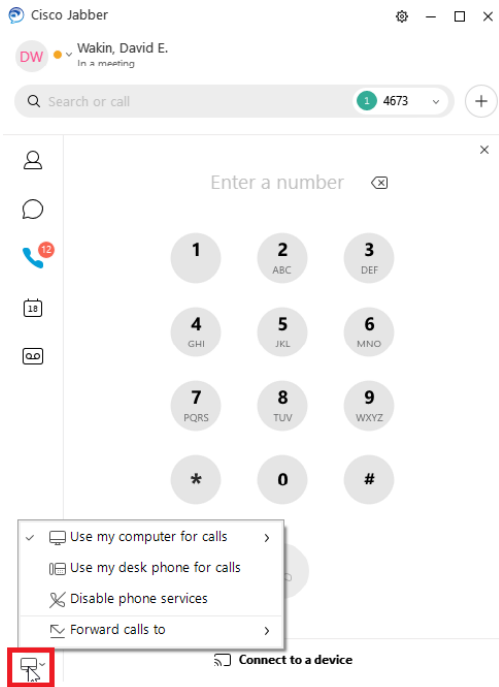 Cisco Jabber
DW
Wakin, David E.
In a meeting
Search or call
1 4673
Enter a number
12
18
1
2
3
ABC
DEF
4
5
6
GHI
JKL
MNO
7
8
9
PQRS
TUV
WXYZ
*
0
#
Use my computer for calls
Use my desk phone for calls
Disable phone services
Forward calls to
Connect to a device